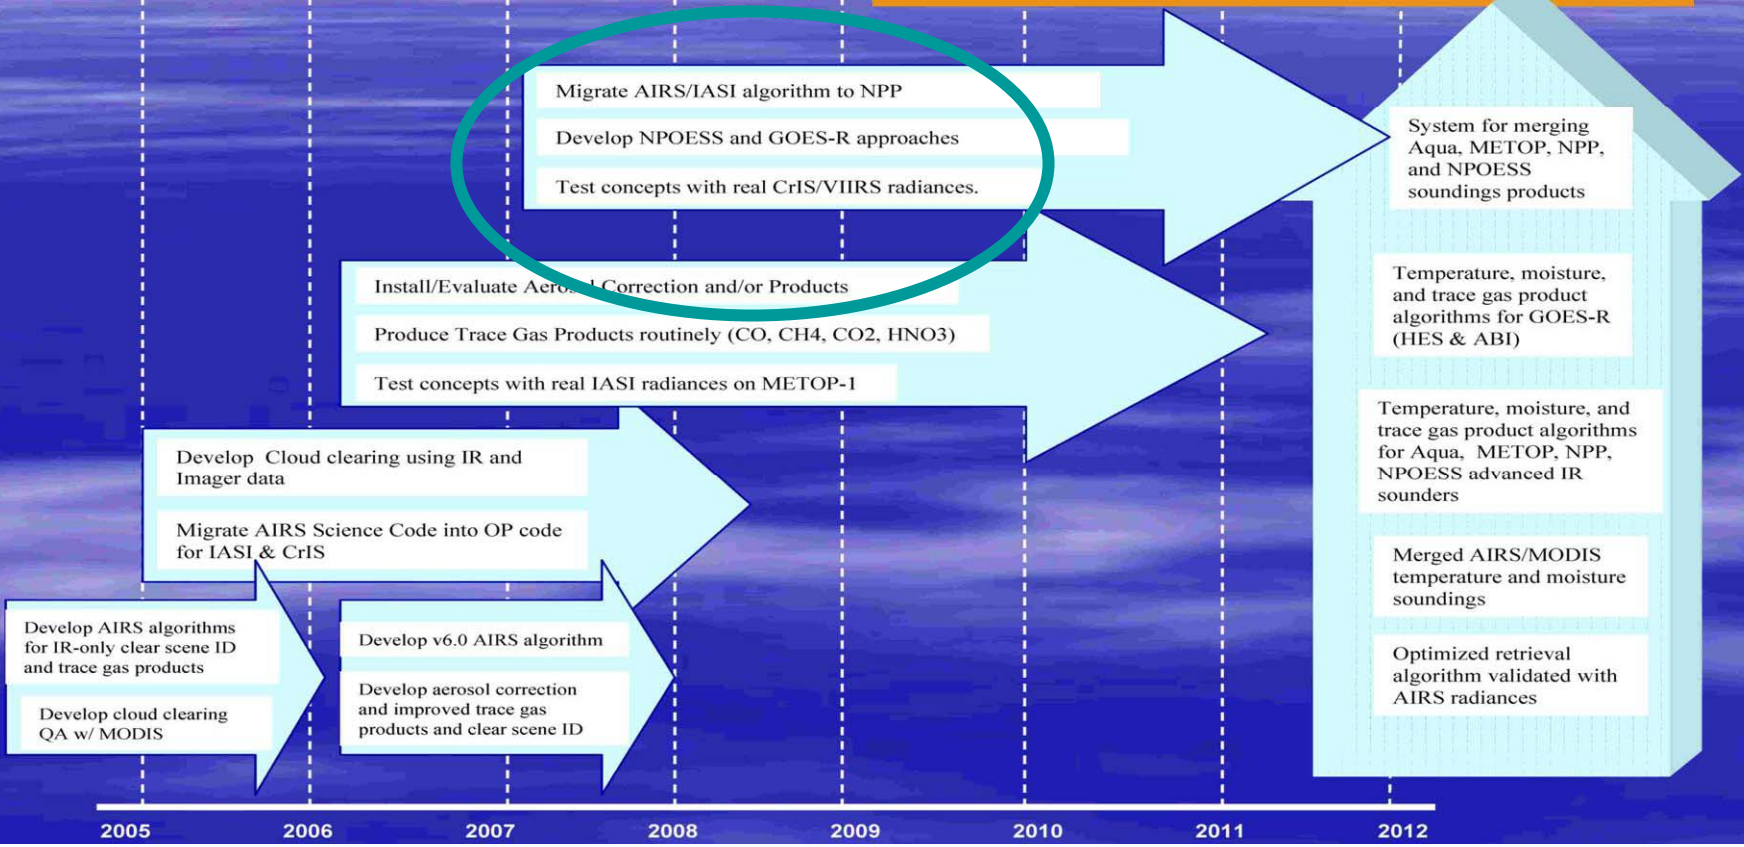 Migrate AIRS/IASI algorithm to NPP
Develop NPOESS and GOES-R approaches
Test concepts with real CrIS/VIIRS radiances.
Install/Evaluate Aerosol Correction and/or Products
Produce Trace Gas Products routinely (CO, CH4, CO2, HNO3)
Test concepts with real IASI radiances on METOP-1
Develop Cloud clearing using IR and
Imager data
Migrate AIRS Science Code into OP code
for IASI & CrIS
Develop AIRS algorithms
for IR-only clear scene ID
and trace gas products
Develop cloud clearing
QA w/ MODIS
Develop v6.0 AIRS algorithm
Develop aerosol correction
and improved trace gas
products and clear scene ID
System for merging
Aqua, METOP, NPP,
and NPOESS
soundings products
Temperature, moisture,
and trace gas product
algorithms for GOES-R
(HES & ABI)
Temperature, moisture, and
trace gas product algorithms
for Aqua, METOP, NPP,
NPOESS advanced IR
sounders
Merged AIRS/MODIS
temperature and moisture
soundings
Optimized retrieval
algorithm validated with
AIRS radiances
2005 2006 2007 2008 2009 2010 2011 2012